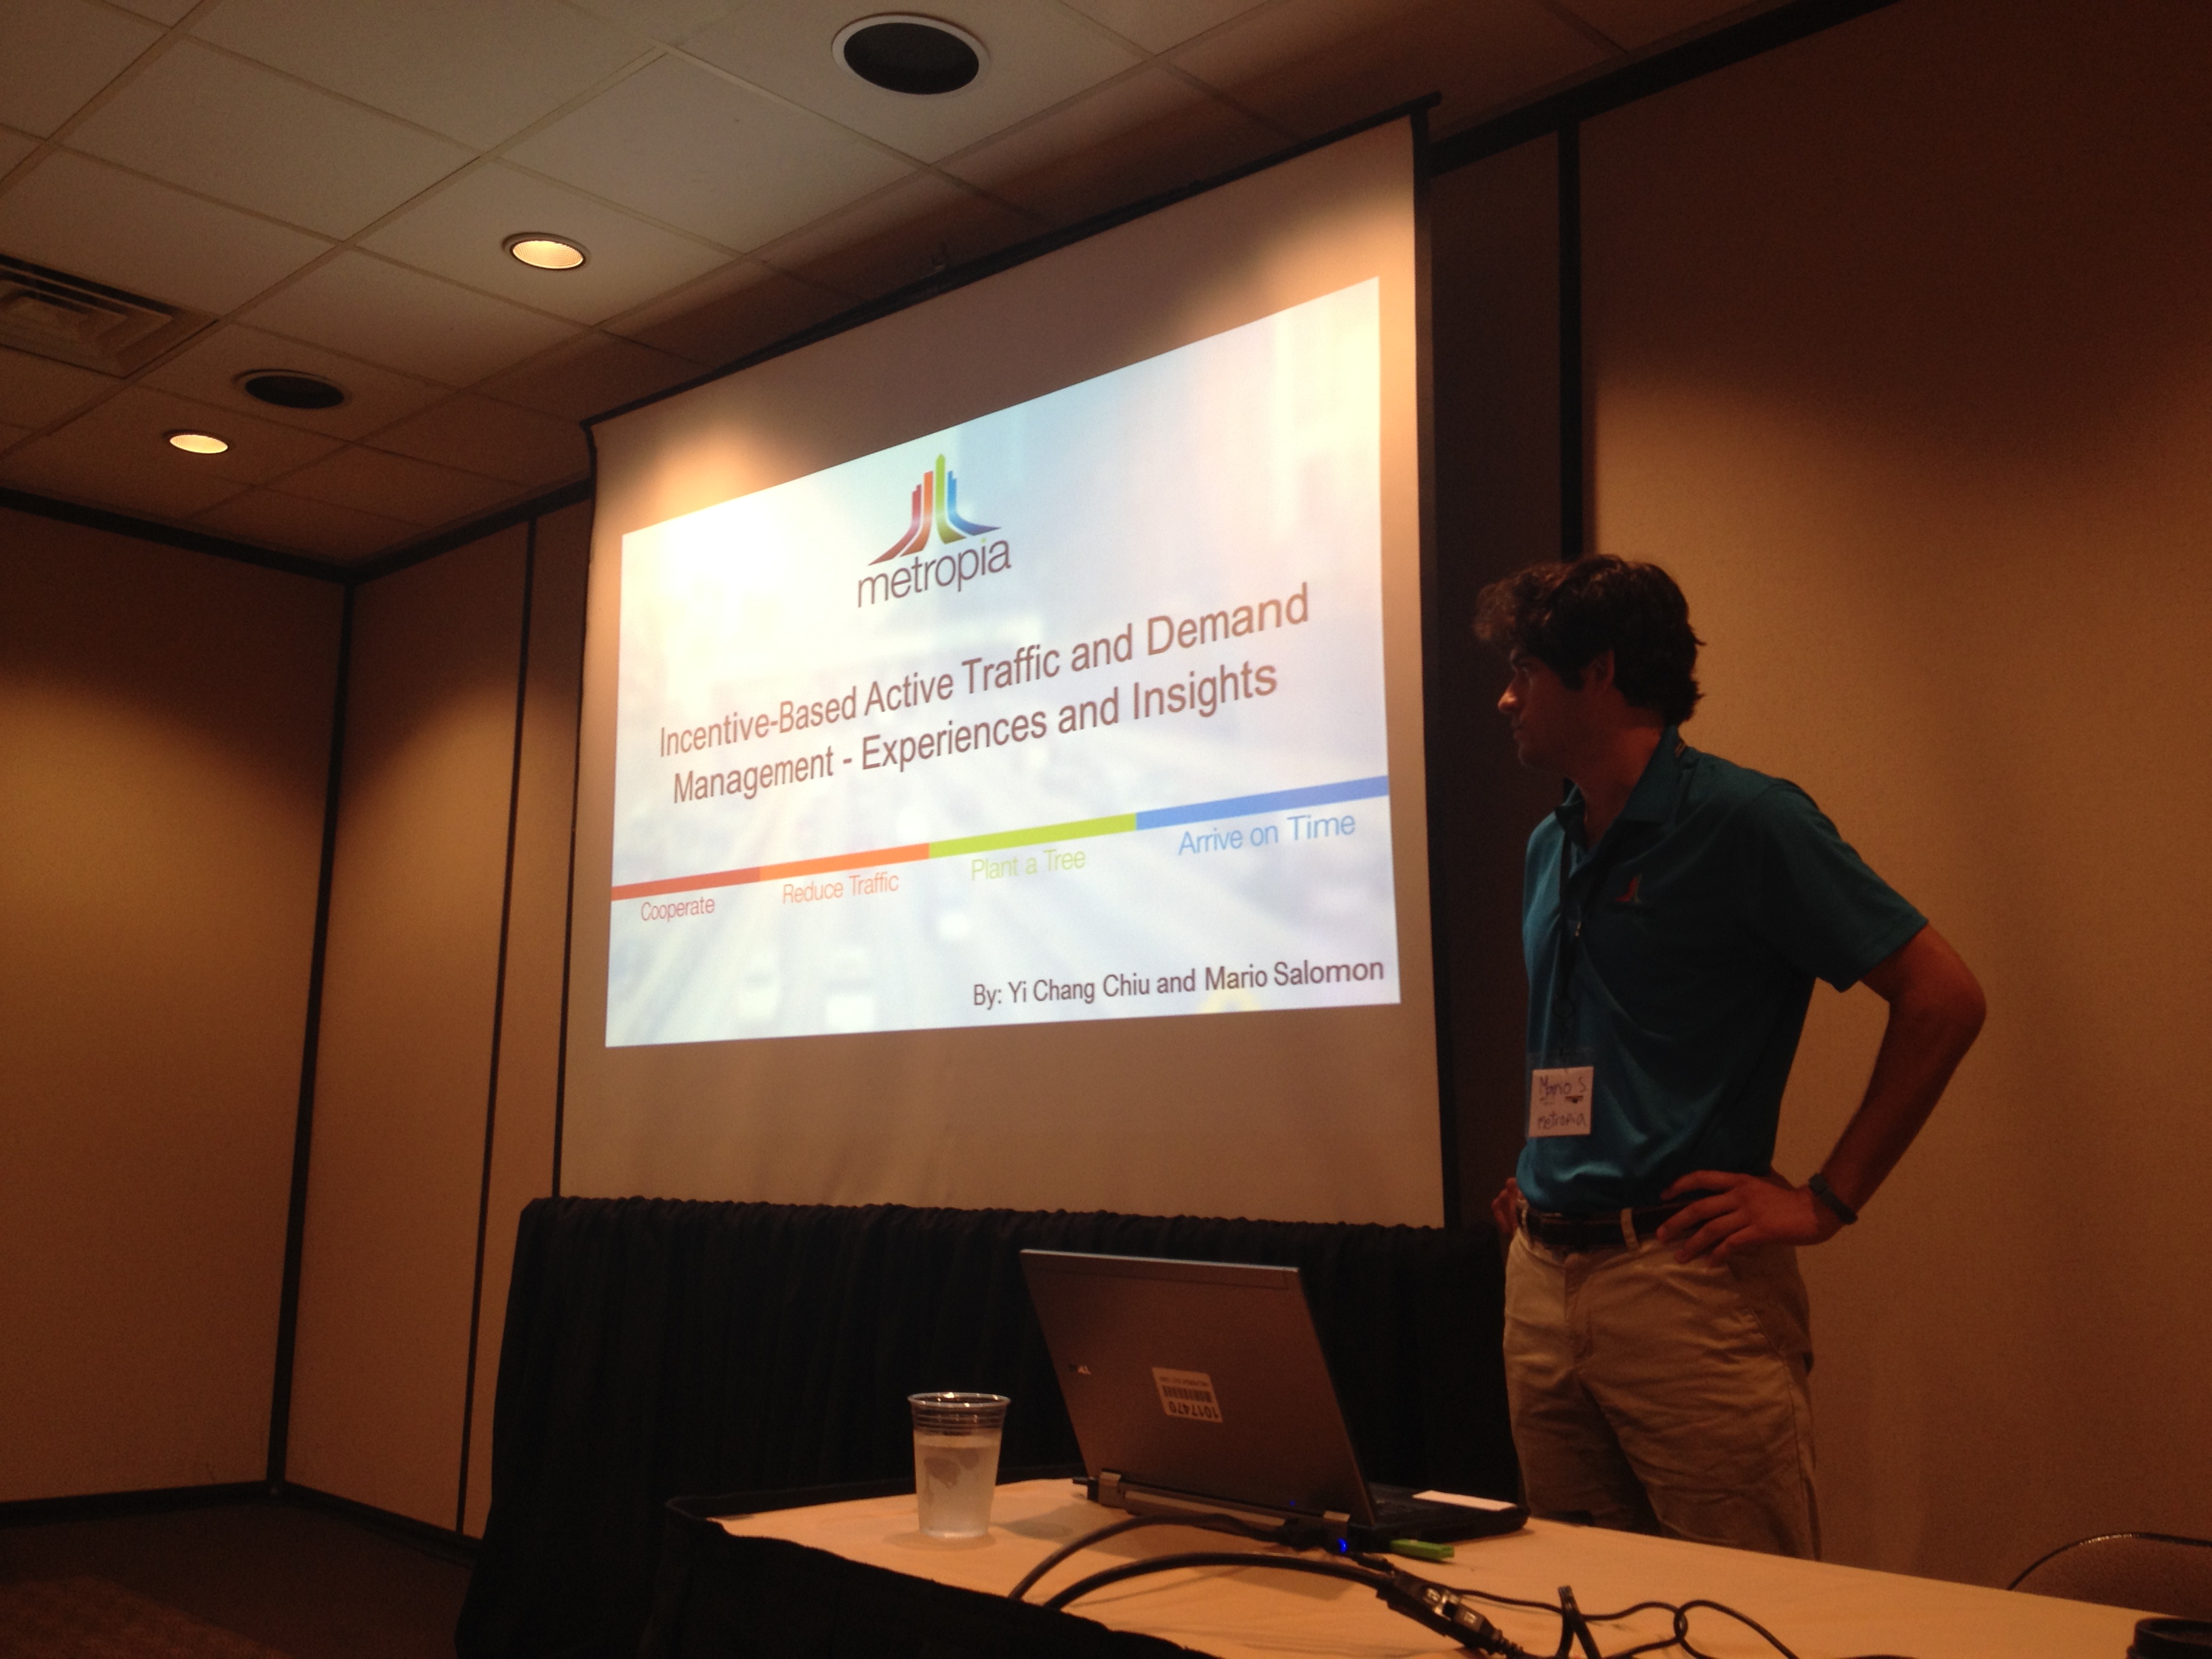 metropia
Incentive-Based Active Traffic and Demand
Management - Experiences and Insights
Cooperate
Reduce Traffic
Plant a Tree
Arrive on Time
By: Yi Chang Chiu and Mario Salomon
Mario S
metropia
1017470